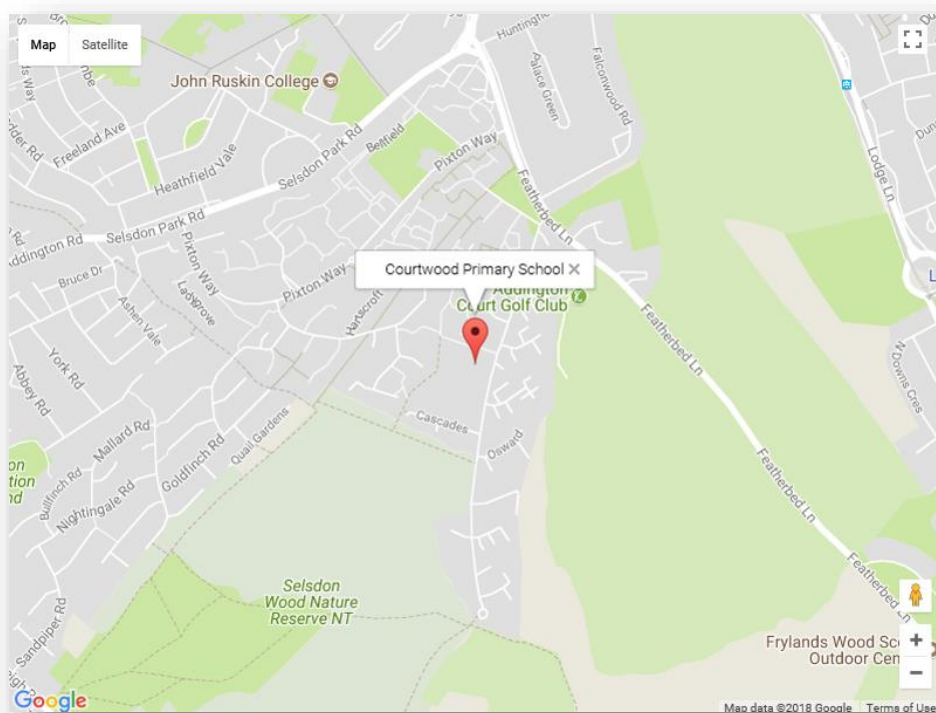 Map
Satellite
Huntingfield
John Ruskin College
Palace Green
Falconwood Rd
Freeland Ave
Heathfield Vale
Selsdon Park Rd
Bellfield
Pixton Way
Featherbed Ln
Lodge Ln
Addington Rd
Selsdon Park Rd
Bruce Dr
Pixton Way
Ladygrove
Pixton Way
Hartscroft
Courtwood Primary School
Addington
Court Golf Club
Ashen Vale
York Rd
Abbey Rd
Featherbed Ln
N Downs Cres
Mallard Rd
Quail Gardens
Cascades
Osward
Goldfinch Rd
Bullfinch Rd
Nightingale Rd
Featherbed Ln
Selsdon
Wood Nature
Reserve NT
Featherbed Ln
Sandpiper Rd
Frylands Wood Sc
Outdoor Cen
Google
Map data ©2018 Google
Terms of Use